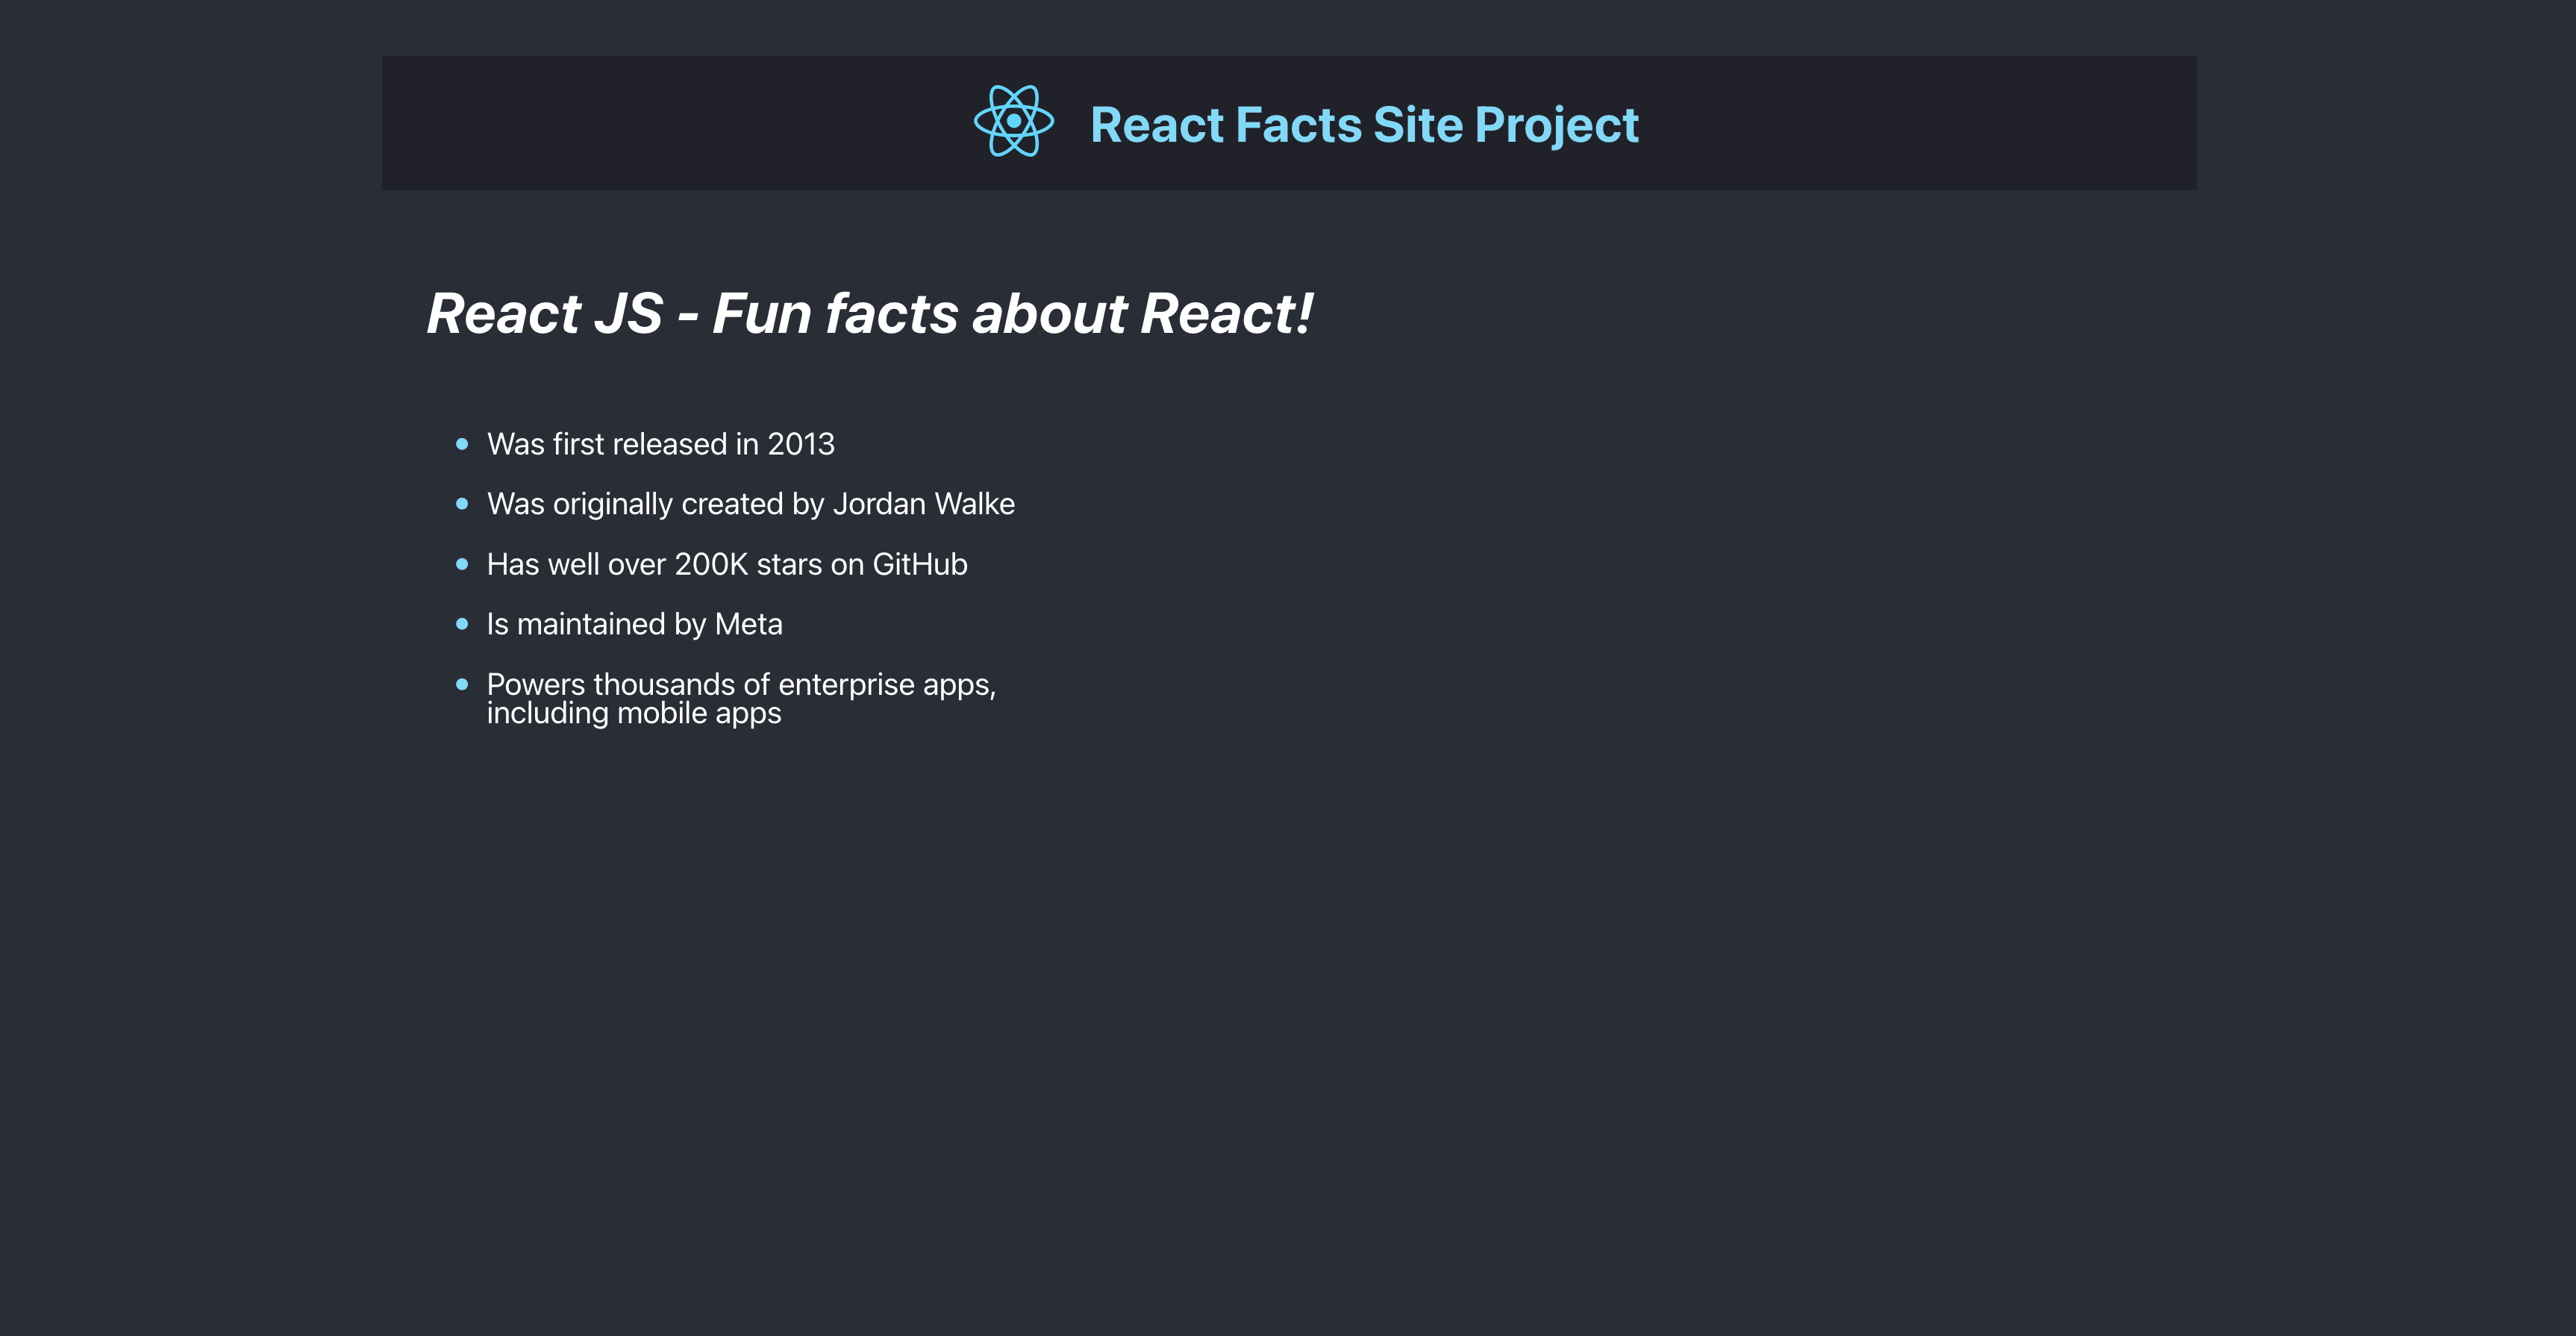 React Facts Site Project
React JS - Fun facts about React!
Was first released in 2013
Was originally created by Jordan Walke
Has well over 200K stars on GitHub
Is maintained by Meta
Powers thousands of enterprise apps,
including mobile apps